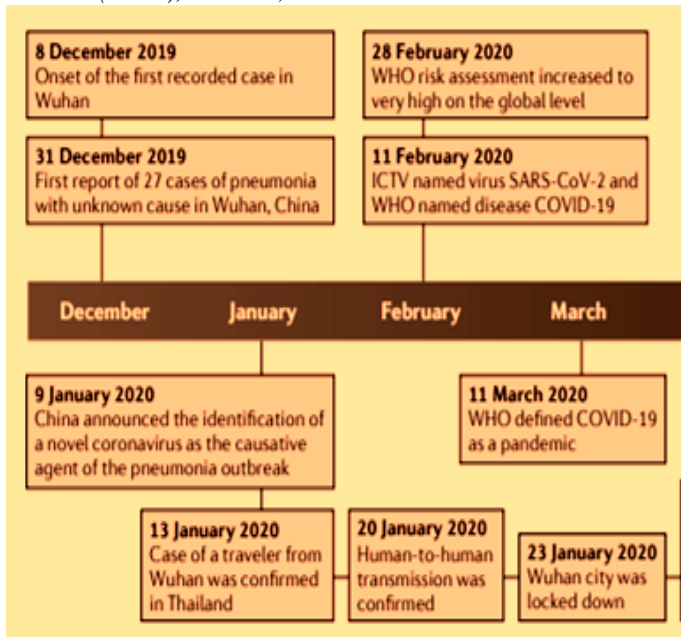 8 December 2019
Onset of the first recorded case in
Wuhan
31 December 2019
First report of 27 cases of pneumonia
with unknown cause in Wuhan, China
28 February 2020
WHO risk assessment increased to
very high on the global level
11 February 2020
ICTV named virus SARS-CoV-2 and
WHO named disease COVID-19
December January February March
9 January 2020
China announced the identification of
a novel coronavirus as the causative
agent of the pneumonia outbreak
11 March 2020
WHO defined COVID-19
as a pandemic
13 January 2020
Case of a traveler from
Wuhan was confirmed
in Thailand
20 January 2020
Human-to-human
transmission was
confirmed
23 January 2020
Wuhan city was
locked down